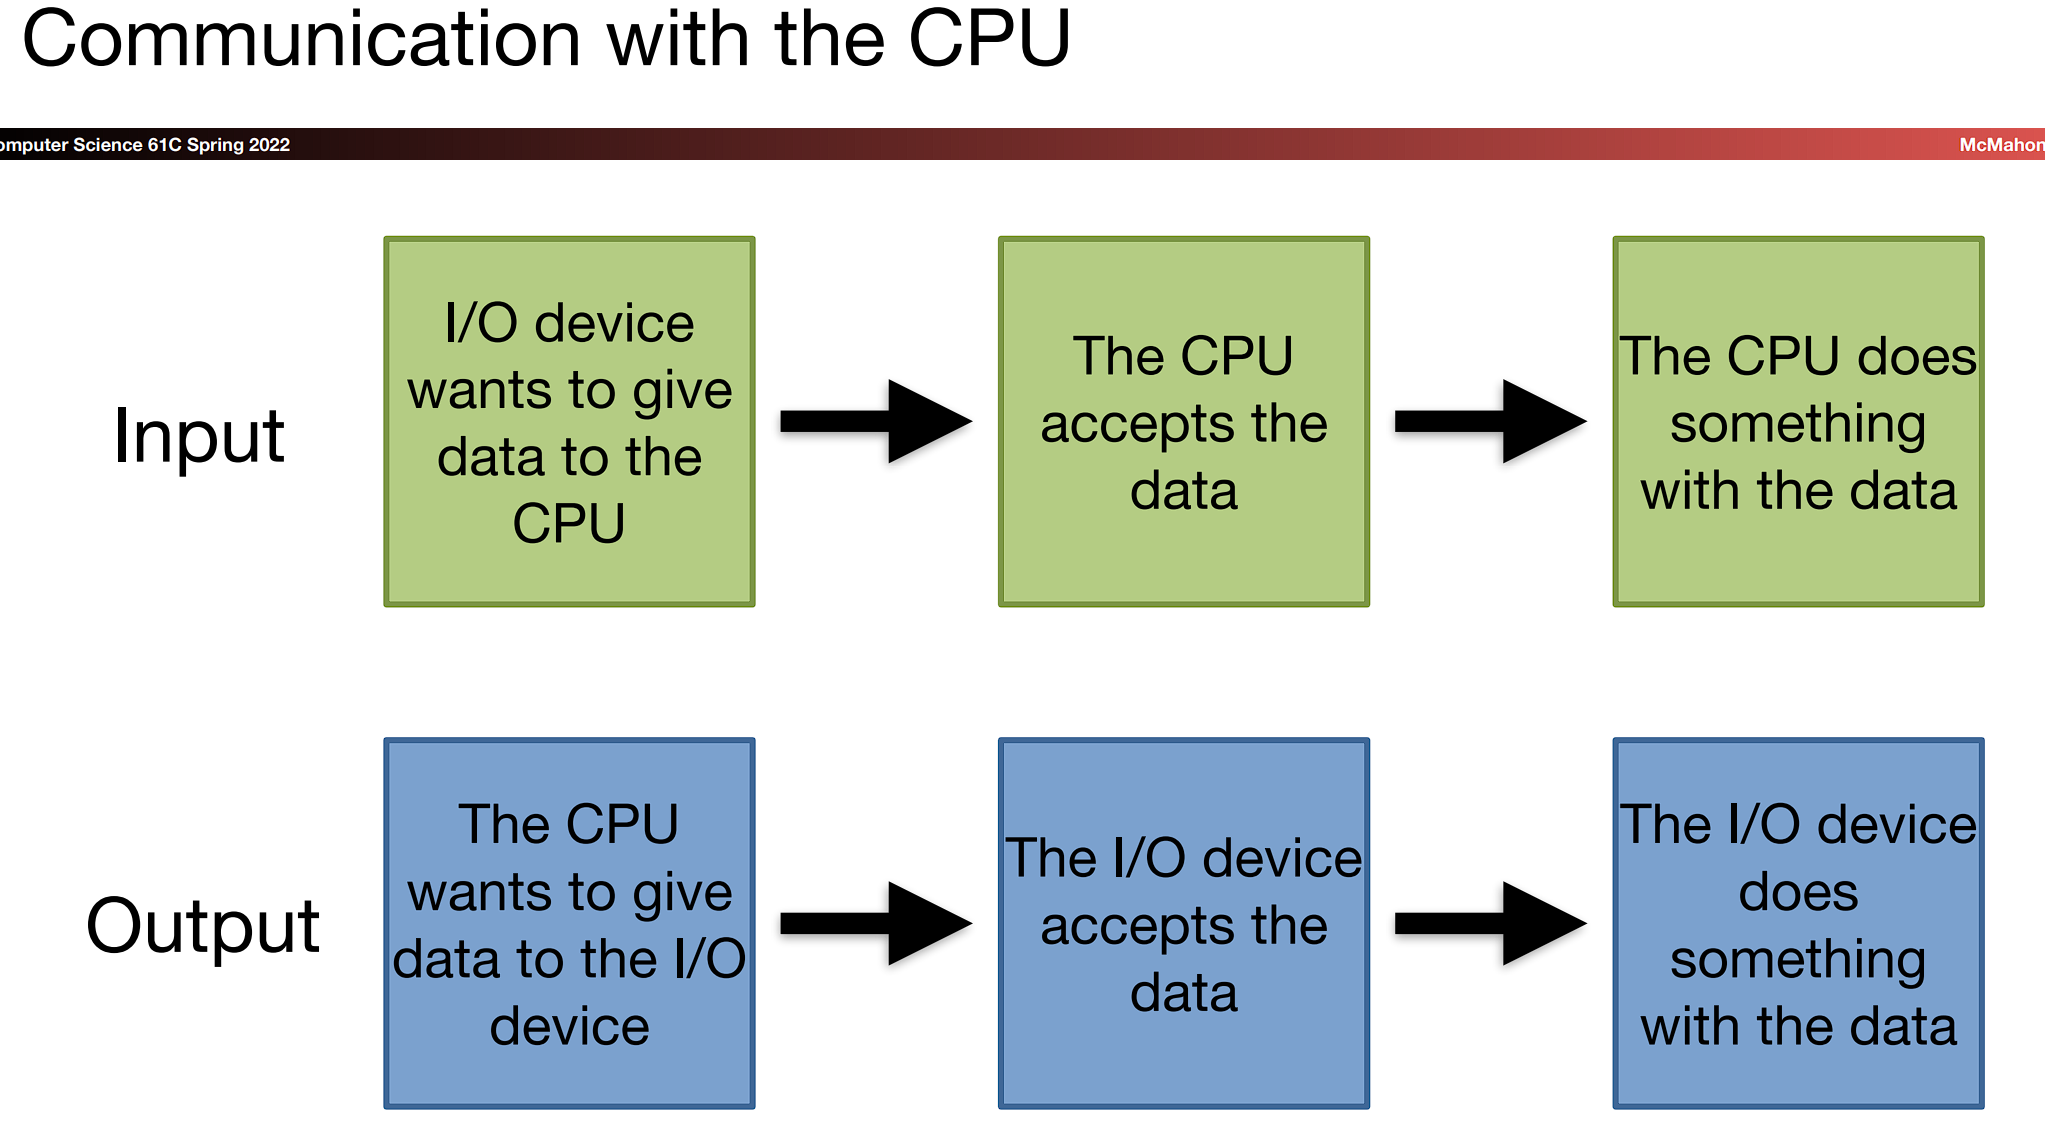 Communication with the CPU
omputer Science 61C Spring 2022
McMahon
Input
I/O device
wants to give
data to the
CPU
The CPU
accepts the
data
The CPU does
something
with the data
Output
The CPU
wants to give
data to the I/O
device
The I/O device
accepts the
data
The I/O device
does
something
with the data